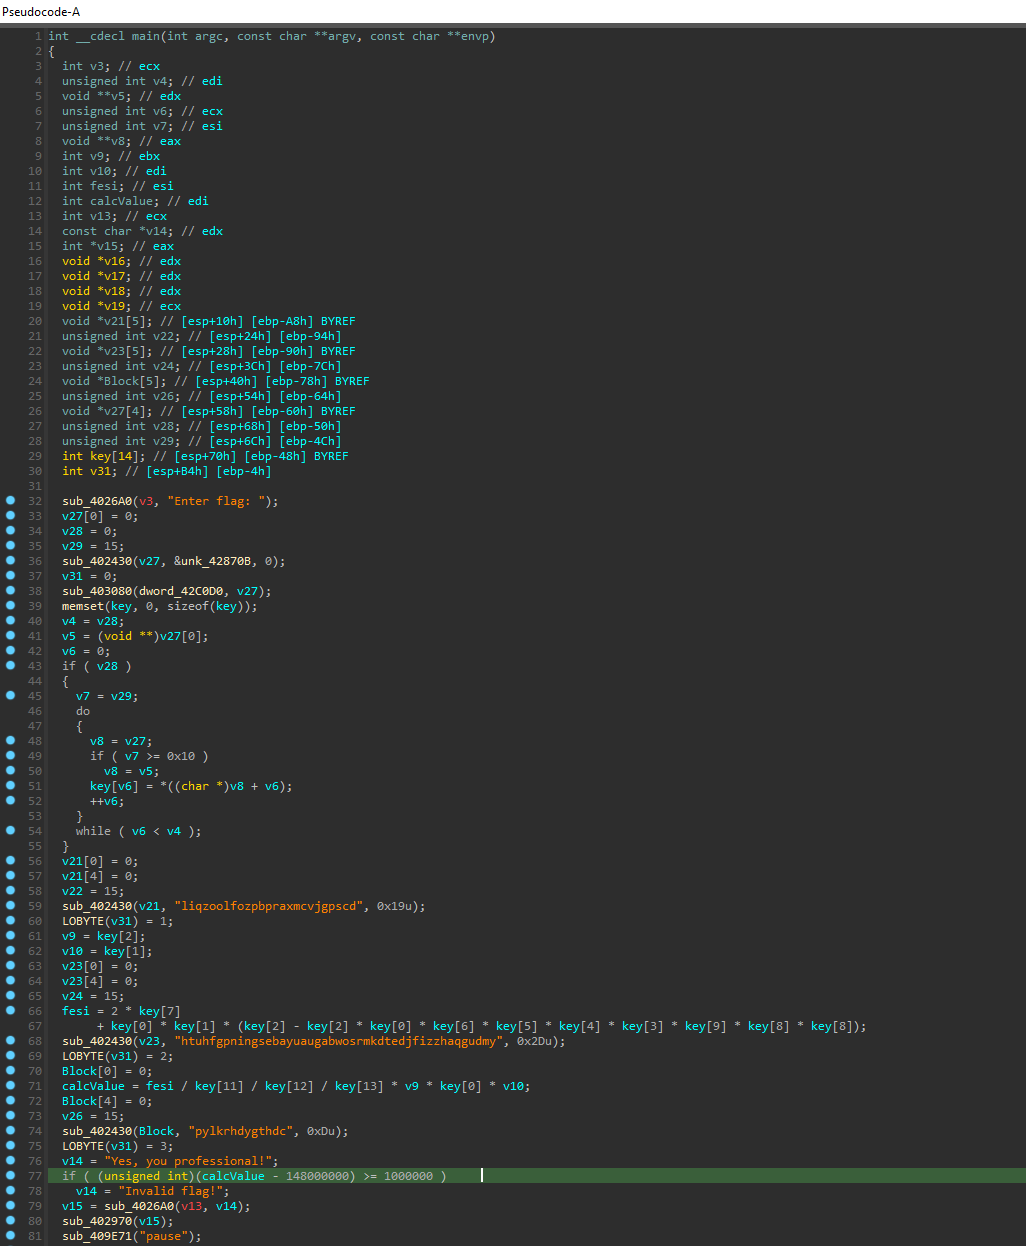 Pseudocode-A
1 int __cdecl main(int argc, const char **argv, const char **envp)
2 {
3 int v3; // ecx
4 unsigned int v4; // edi
5 void **v5; // edx
6 unsigned int v6; // ecx
7 unsigned int v7; // esi
8 void **v8; // eax
9 int v9; // ebx
10 int v10; // edi
11 int fesi; // esi
12 int calcValue; // edi
13 int v13; // ecx
14 const char *v14; // edx
15 int *v15; // eax
16 void *v16; // edx
17 void *v17; // edx
18 void *v18; // edx
19 void *v19; // ecx
20 void *v21[5]; // [esp+10h] [ebp-A8h] BYREF
21 unsigned int v22; // [esp+24h] [ebp-94h]
22 void *v23[5]; // [esp+28h] [ebp-90h] BYREF
23 unsigned int v24; // [esp+3Ch] [ebp-7Ch]
24 void *Block[5]; // [esp+40h] [ebp-78h] BYREF
25 unsigned int v26; // [esp+54h] [ebp-64h]
26 void *v27[4]; // [esp+58h] [ebp-60h] BYREF
27 unsigned int v28; // [esp+68h] [ebp-50h]
28 unsigned int v29; // [esp+6Ch] [ebp-4Ch]
29 int key[14]; // [esp+70h] [ebp-48h] BYREF
30 int v31; // [esp+B4h] [ebp-4h]
31
32 sub_4026A0(v3, "Enter flag: ");
33 v27[0] = 0;
34 v28 = 0;
35 v29 = 15;
36 sub_402430(v27, &unk_42870B, 0);
37 v31 = 0;
38 sub_403080(dword_42C0D0, v27);
39 memset(key, 0, sizeof(key));
40 v4 = v28;
41 v5 = (void **)v27[0];
42 v6 = 0;
43 if ( v28 )
44 {
45 v7 = v29;
46 do
47 {
48 v8 = v27;
49 if ( v7 >= 0x10 )
50 v8 = v5;
51 key[v6] = *((char *)v8 + v6);
52 ++v6;
53 }
54 while ( v6 < v4 );
55 }
56 v21[0] = 0;
57 v21[4] = 0;
58 v22 = 15;
59 sub_402430(v21, "liqzoolfozpbpraxmcvjgpscd", 0x19u);
60 LOBYTE(v31) = 1;
61 v9 = key[2];
62 v10 = key[1];
63 v23[0] = 0;
64 v23[4] = 0;
65 v24 = 15;
66 fesi = 2 * key[7]
67 + key[0] * key[1] * (key[2] - key[2] * key[0] * key[6] * key[5] * key[4] * key[3] * key[9] * key[8] * key[8]);
68 sub_402430(v23, "htuhfgpningsebayuaugabwosrmkdtedjfizzhaqgudmy", 0x2Du);
69 LOBYTE(v31) = 2;
70 Block[0] = 0;
71 calcValue = fesi / key[11] / key[12] / key[13] * v9 * key[0] * v10;
72 Block[4] = 0;
73 v26 = 15;
74 sub_402430(Block, "pylkrhdygthdc", 0xDu);
75 LOBYTE(v31) = 3;
76 v14 = "Yes, you professional!";
77 if ( (unsigned int)(calcValue - 148000000) >= 1000000 )
78 v14 = "Invalid flag!";
79 v15 = sub_4026A0(v13, v14);
80 sub_402970(v15);
81 sub_409E71("pause");